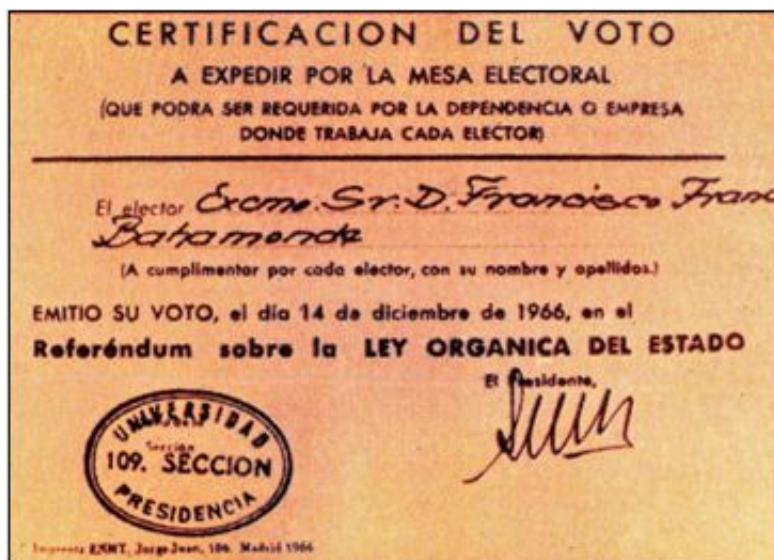 CERTIFICACION DEL VOTO
A EXPEDIR POR LA MESA ELECTORAL
(QUE PODRA SER REQUERIDA POR LA DEPENDENCIA O EMPRESA
DONDE TRABAJA CADA ELECTOR)
El elector Excmo. Sr. D. Francisco Franc
Bahamonde
(A cumplimentar por cada elector, con su nombre y apellidos.)
EMITIO SU VOTO, el día 14 de diciembre de 1966, en el
Referéndum sobre la LEY ORGANICA DEL ESTADO
El Presidente,
UNIVERSIDAD
Sección
109. SECCION
PRESIDENCIA
Imprenta FNMT, Jorge Juan, 106. Madrid 1966